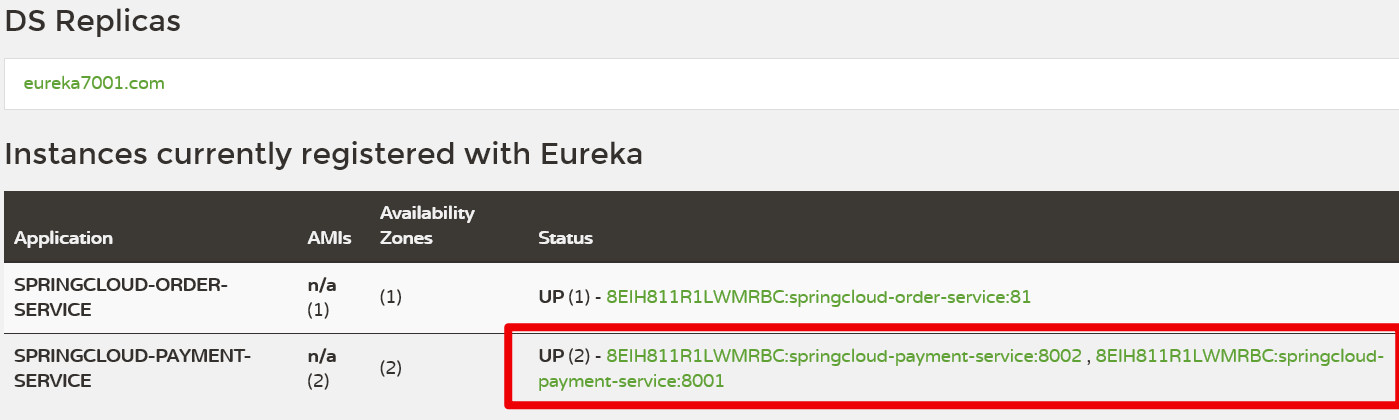 DS Replicas
eureka7001.com
Instances currently registered with Eureka
Application AMIs Availability Zones Status
SPRINGCLOUD-ORDER-SERVICE n/a (1) (1) UP (1) - 8EIH811R1LWMRBC:springcloud-order-service:81
SPRINGCLOUD-PAYMENT-SERVICE n/a (2) (2) UP (2) - 8EIH811R1LWMRBC:springcloud-payment-service:8002 , 8EIH811R1LWMRBC:springcloud-payment-service:8001